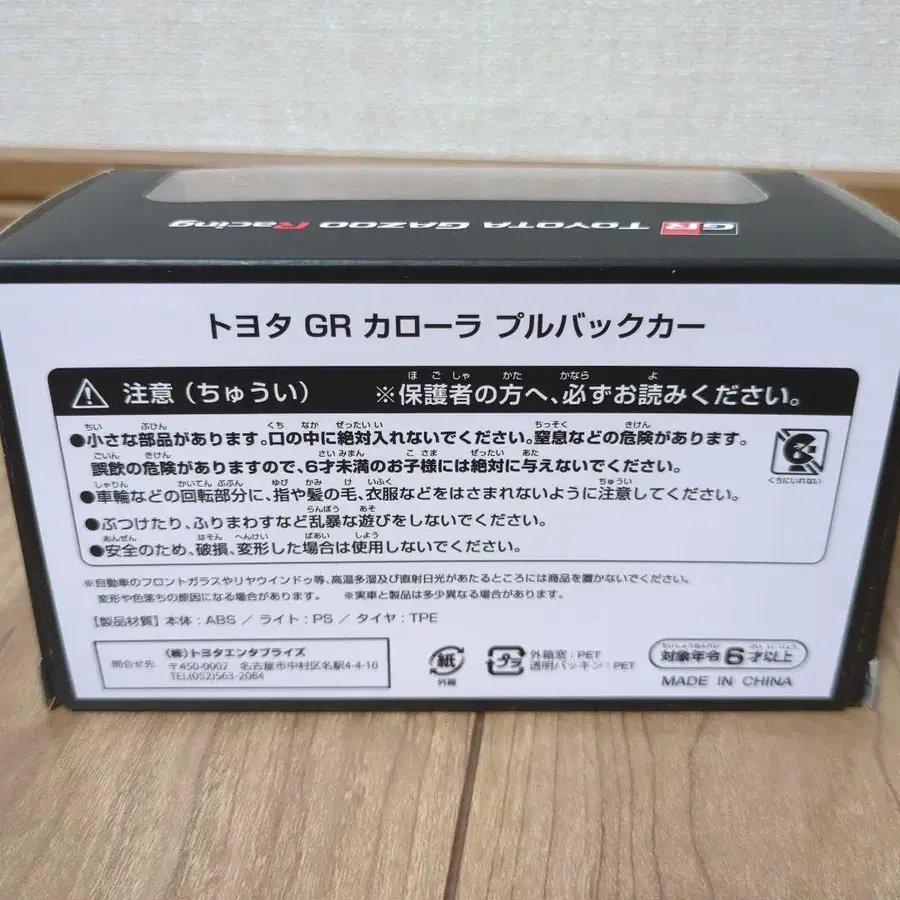 GR TOYOTA GAZOO Racing
トヨタ GR カローラ プルバックカー
注意（ちゅうい） ※保護者の方へ、必ずお読みください。
●小さな部品があります。口の中に絶対入れないでください。窒息などの危険があります。
誤飲の危険がありますので、6才未満のお子様には絶対に与えないでください。
くちにいれない
●車輪などの回転部分に、指や髪の毛、衣服などをはさまれないように注意してください。
●ぶつけたり、ふりまわすなど乱暴な遊びをしないでください。
●安全のため、破損、変形した場合は使用しないでください。
※自動車のフロントガラスやリヤウインドゥ等、高温多湿及び直射日光があたるところには商品を置かないでください。
変形や色落ちの原因になる場合があります。 ※実車と製品は多少異なる場合があります。
【製品材質】本体：ABS / ライト：PS / タイヤ：TPE
問合せ先
(株)トヨタエンタプライズ
〒450-0002 名古屋市中村区名駅4-4-10
TEL(052)563-2084
紙
外箱
プラ
外箱窓：PET
透明パッキン：PET
対象年令 6才以上
MADE IN CHINA